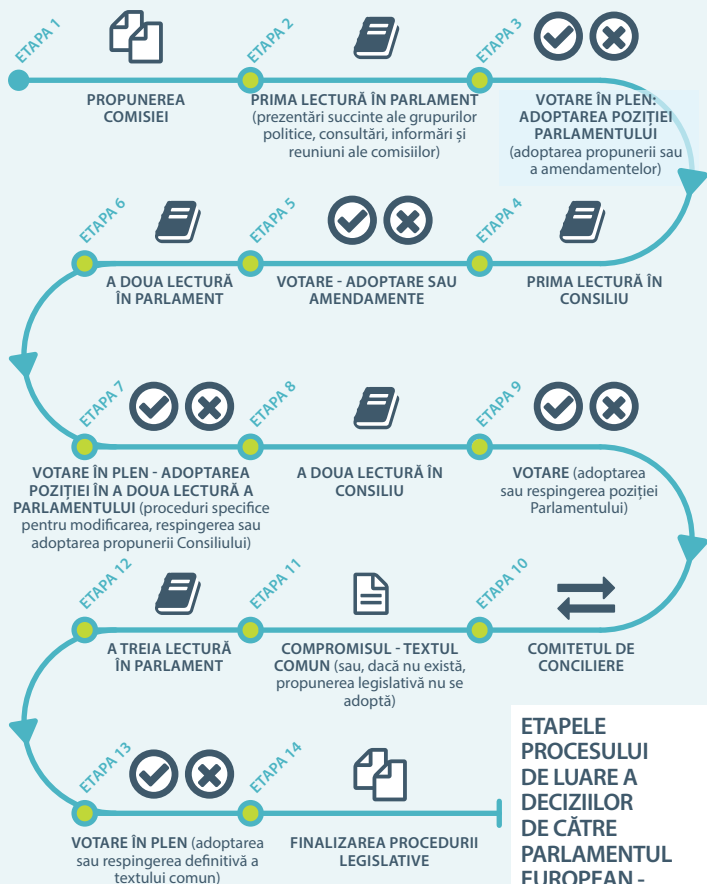 ETAPA 1
PROPUNEREA
COMISIEI
ETAPA 2
PRIMA LECTURĂ ÎN PARLAMENT
(prezentări succinte ale grupurilor
politice, consultări, informări și
reuniuni ale comisiilor)
ETAPA 3
VOTARE ÎN PLEN:
ADOPTAREA POZIȚIEI
PARLAMENTULUI
(adoptarea propunerii sau
a amendamentelor)
ETAPA 4
PRIMA LECTURĂ ÎN
CONSILIU
ETAPA 5
VOTARE - ADOPTARE SAU
AMENDAMENTE
ETAPA 6
A DOUA LECTURĂ
ÎN PARLAMENT
ETAPA 7
VOTARE ÎN PLEN - ADOPTAREA
POZIȚIEI ÎN A DOUA LECTURĂ A
PARLAMENTULUI (proceduri specifice
pentru modificarea, respingerea sau
adoptarea propunerii Consiliului)
ETAPA 8
A DOUA LECTURĂ ÎN
CONSILIU
ETAPA 9
VOTARE (adoptarea
sau respingerea poziției
Parlamentului)
ETAPA 10
COMITETUL DE
CONCILIERE
ETAPA 11
COMPROMISUL - TEXTUL
COMUN (sau, dacă nu există,
propunerea legislativă nu se
adoptă)
ETAPA 12
A TREIA LECTURĂ
ÎN PARLAMENT
ETAPA 13
VOTARE ÎN PLEN (adoptarea
sau respingerea definitivă a
textului comun)
ETAPA 14
FINALIZAREA PROCEDURII
LEGISLATIVE
ETAPELE
PROCESULUI
DE LUARE A
DECIZIILOR
DE CĂTRE
PARLAMENTUL
EUROPEAN -